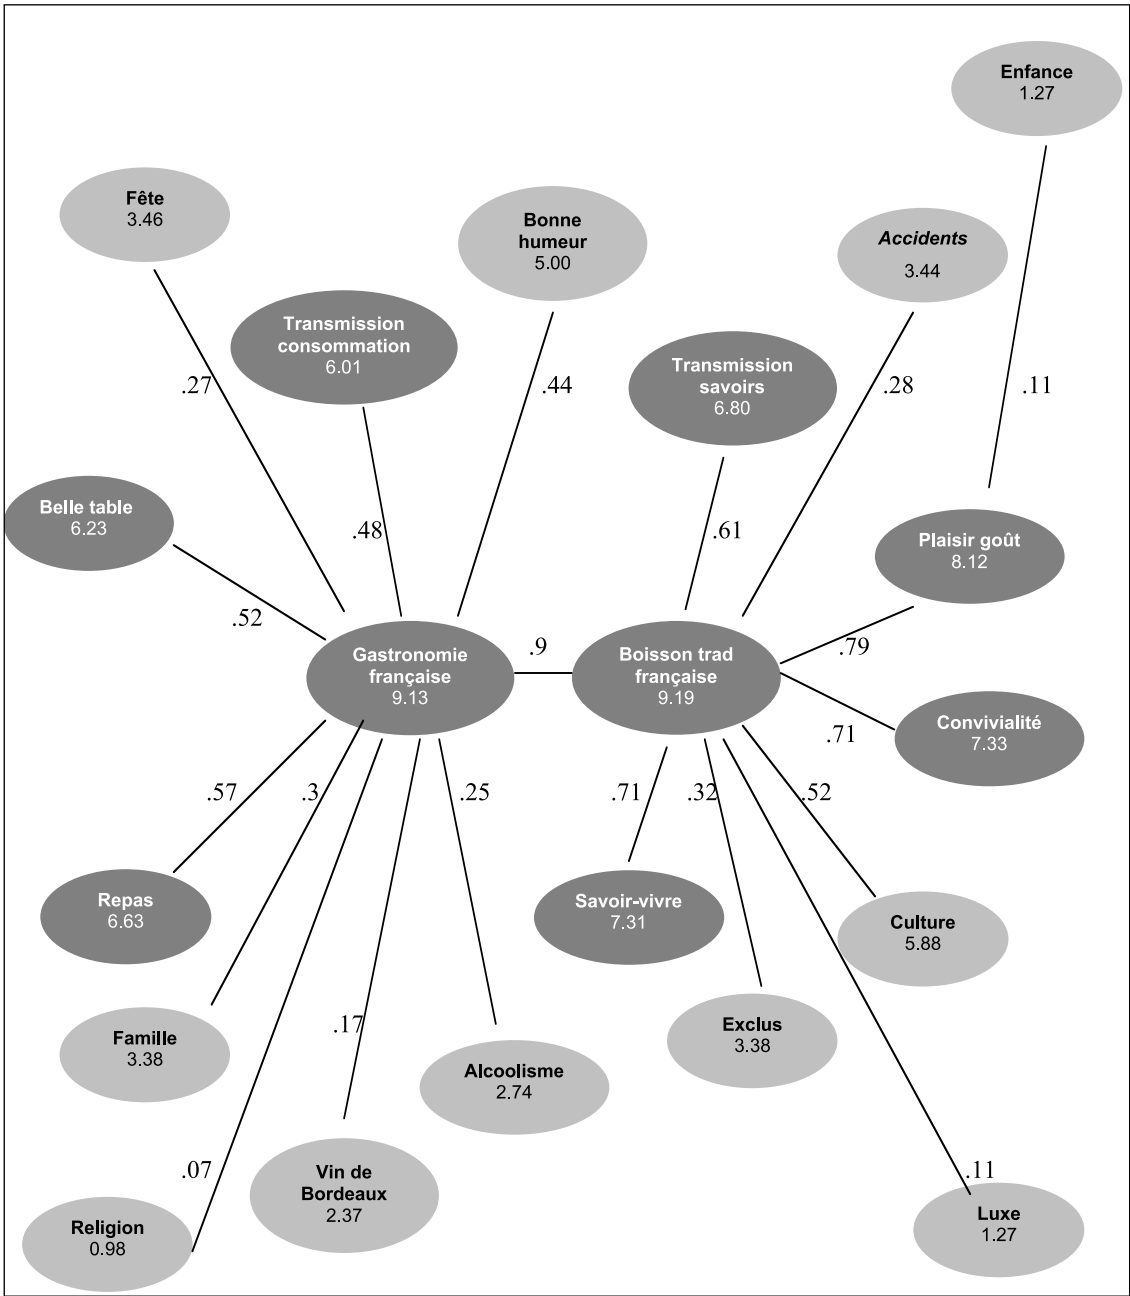 Enfance
1.27
Fête
3.46
Bonne
humeur
5.00
Accidents
3.44
Transmission
consommation
6.01
Transmission
savoirs
6.80
.27
.44
.28
.11
Belle table
6.23
.48
.61
Plaisir goût
8.12
.52
.9
.79
Gastronomie
française
9.13
Boisson trad
française
9.19
Convivialité
7.33
.71
.57
.3
.25
.71
.32
.52
Repas
6.63
Savoir-vivre
7.31
Culture
5.88
Famille
3.38
.17
Alcoolisme
2.74
Exclus
3.38
.07
Vin de
Bordeaux
2.37
.11
Religion
0.98
Luxe
1.27